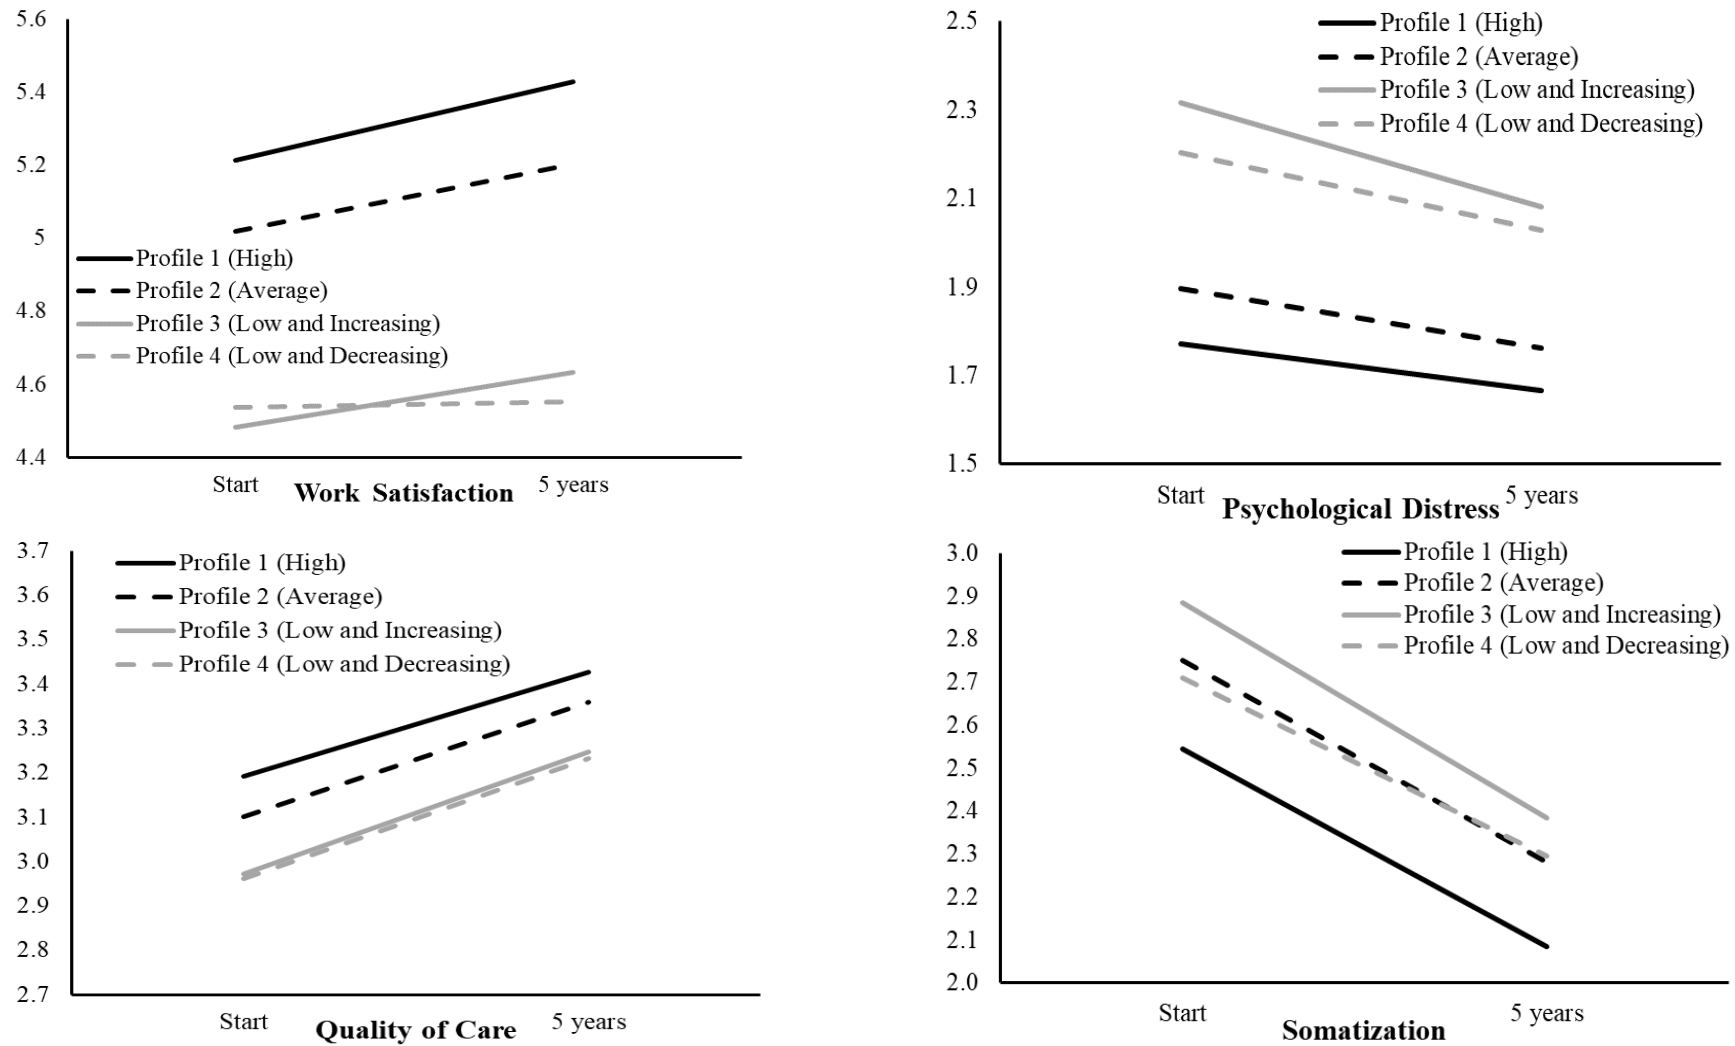 5.6
5.4
5.2
5
4.8
4.6
4.4
Profile 1 (High)
Profile 2 (Average)
Profile 3 (Low and Increasing)
Profile 4 (Low and Decreasing)
Start
5 years
Work Satisfaction
2.5
2.3
2.1
1.9
1.7
1.5
Profile 1 (High)
Profile 2 (Average)
Profile 3 (Low and Increasing)
Profile 4 (Low and Decreasing)
Start
5 years
Psychological Distress
3.7
3.6
3.5
3.4
3.3
3.2
3.1
3.0
2.9
2.8
2.7
Profile 1 (High)
Profile 2 (Average)
Profile 3 (Low and Increasing)
Profile 4 (Low and Decreasing)
Start
5 years
Quality of Care
3.0
2.9
2.8
2.7
2.6
2.5
2.4
2.3
2.2
2.1
2.0
Profile 1 (High)
Profile 2 (Average)
Profile 3 (Low and Increasing)
Profile 4 (Low and Decreasing)
Start
5 years
Somatization